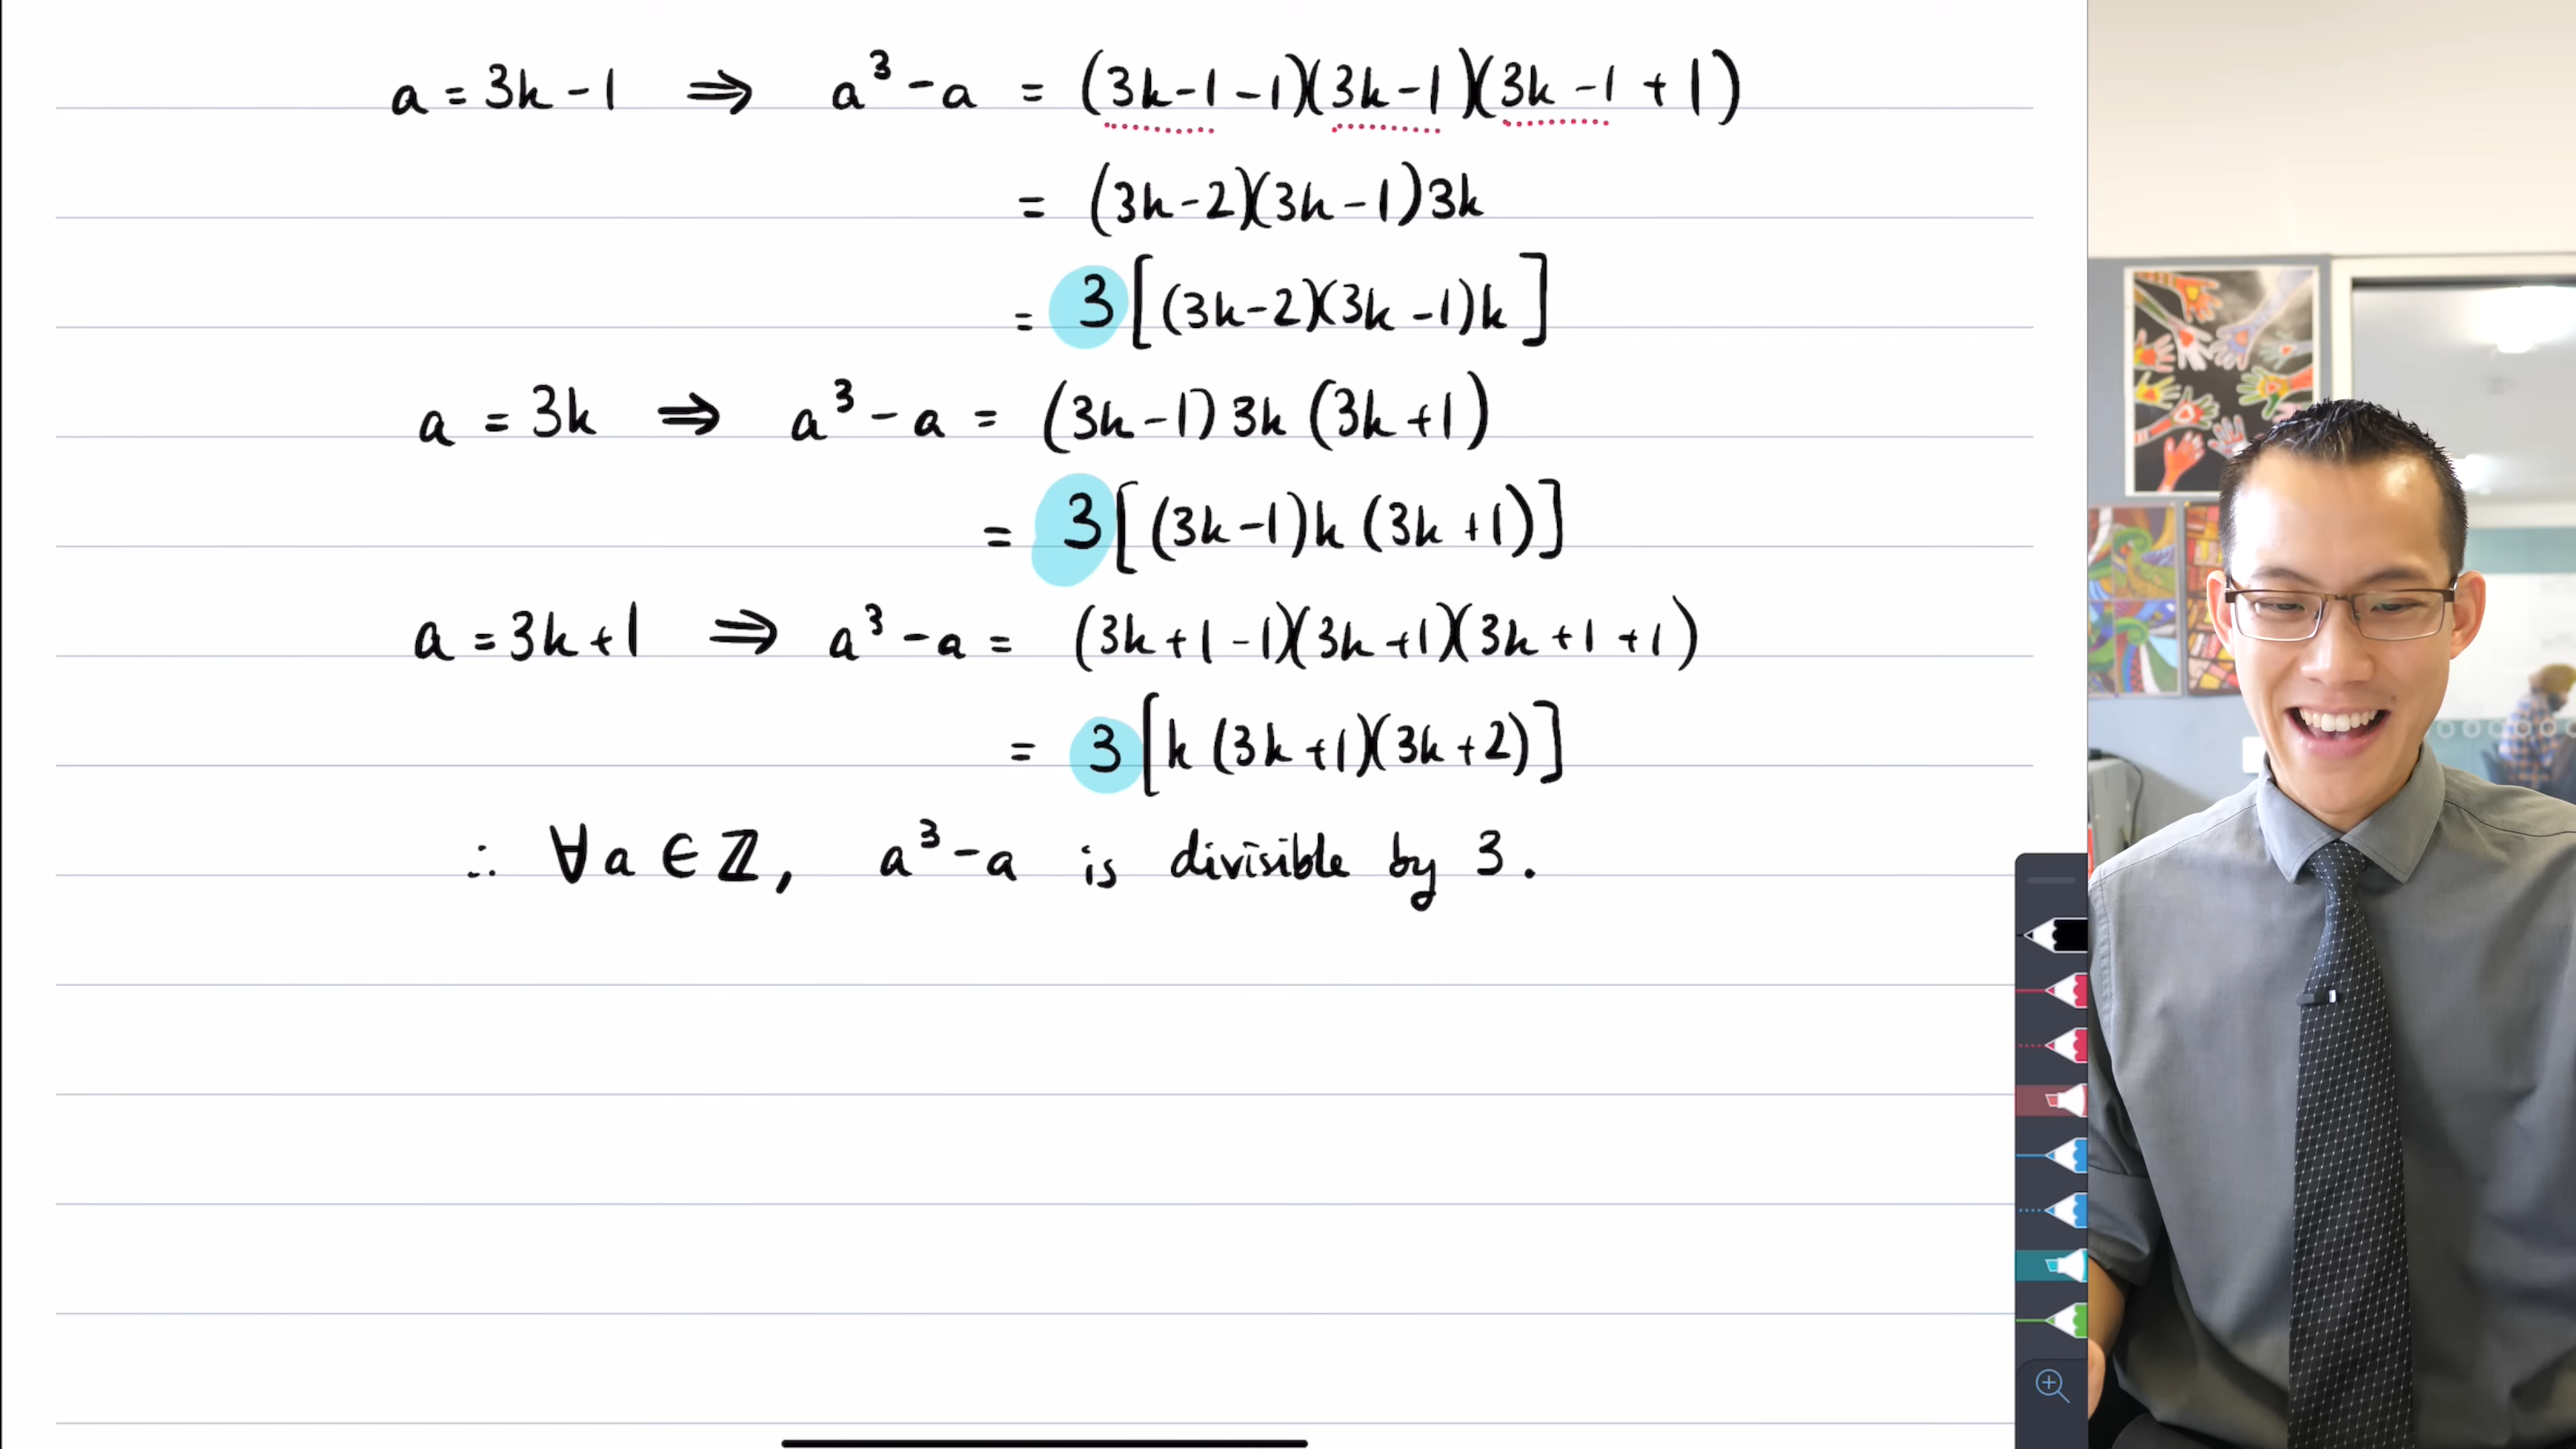 a = 3k - 1 ⇒ a³ - a = (3k-1-1)(3k-1)(3k-1+1)
= (3k-2)(3k-1)3k
= 3[(3k-2)(3k-1)k]
a = 3k ⇒ a³ - a = (3k-1) 3k (3k+1)
= 3[(3k-1)k(3k+1)]
a = 3k+1 ⇒ a³ - a = (3k+1-1)(3k+1)(3k+1+1)
= 3[k(3k+1)(3k+2)]
∴ ∀a ∈ ℤ, a³ - a is divisible by 3.